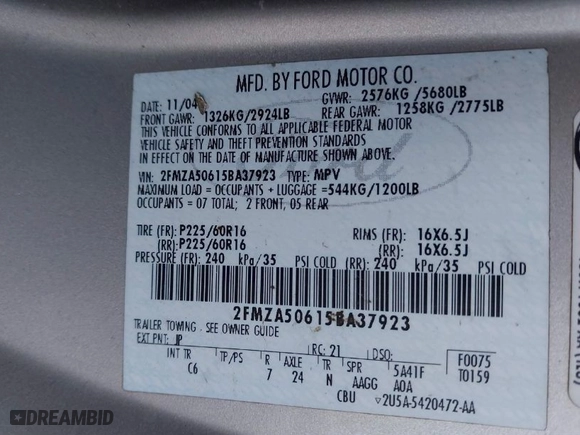 MFD. BY FORD MOTOR CO.
DATE: 11/04 GVWR: 2576KG/5680LB
FRONT GAWR: 1326KG/2924LB REAR GAWR: 1258KG/2775LB
THIS VEHICLE CONFORMS TO ALL APPLICABLE FEDERAL MOTOR
VEHICLE SAFETY AND THEFT PREVENTION STANDARDS
IN EFFECT ON THE DATE OF MANUFACTURE SHOWN ABOVE.
VIN: 2FMZA50615BA37923 TYPE: MPV
MAXIMUM LOAD = OCCUPANTS + LUGGAGE =544KG/1200LB
OCCUPANTS = 07 TOTAL; 2 FRONT, 05 REAR
TIRE (FR): P225/60R16 RIMS (FR): 16X6.5J
(RR): P225/60R16 (RR): 16X6.5J
PRESSURE (FR): 240 kPa/35 PSI COLD (RR): 240 kPa/35 PSI COLD
2FMZA50615BA37923
TRAILER TOWING . SEE OWNER GUIDE
EXT PNT: JP RC: 21 DSO: F0075
INT TR TP/PS R AXLE TR SPR 5A41F T0159
C6 7 24 N AAGG AOA
CBU ▽2U5A-5420472-AA
Ford
DREAMBID